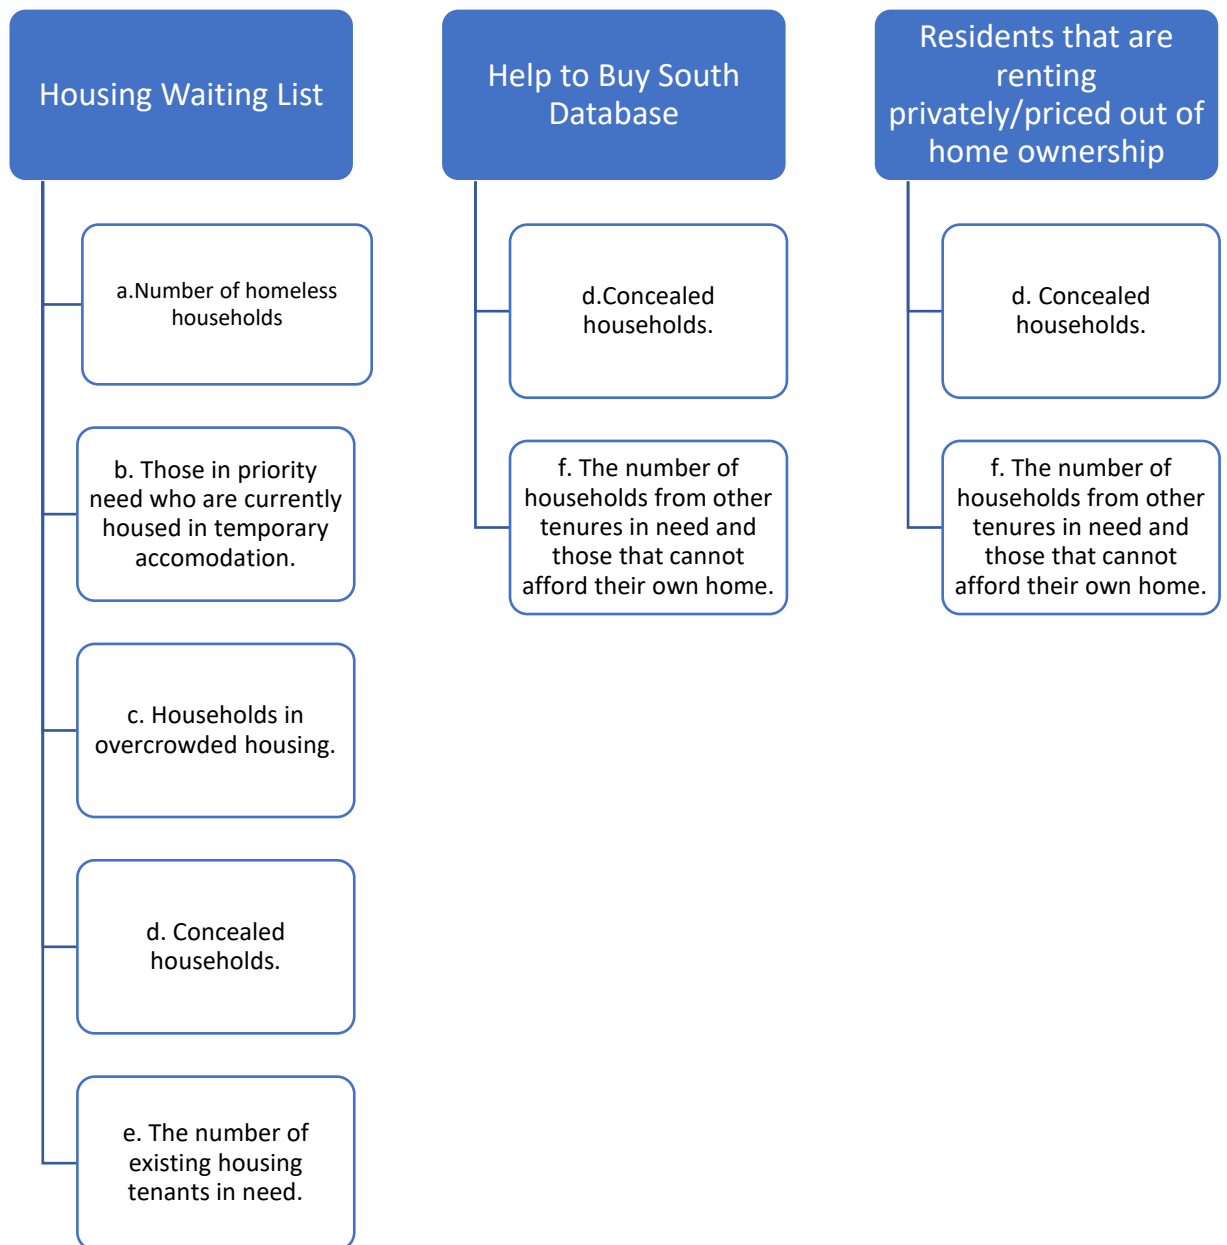 Housing Waiting List
a.Number of homeless
households
b. Those in priority
need who are currently
housed in temporary
accomodation.
c. Households in
overcrowded housing.
d. Concealed
households.
e. The number of
existing housing
tenants in need.
Help to Buy South
Database
d.Concealed
households.
f. The number of
households from other
tenures in need and
those that cannot
afford their own home.
Residents that are
renting
privately/priced out of
home ownership
d. Concealed
households.
f. The number of
households from other
tenures in need and
those that cannot
afford their own home.